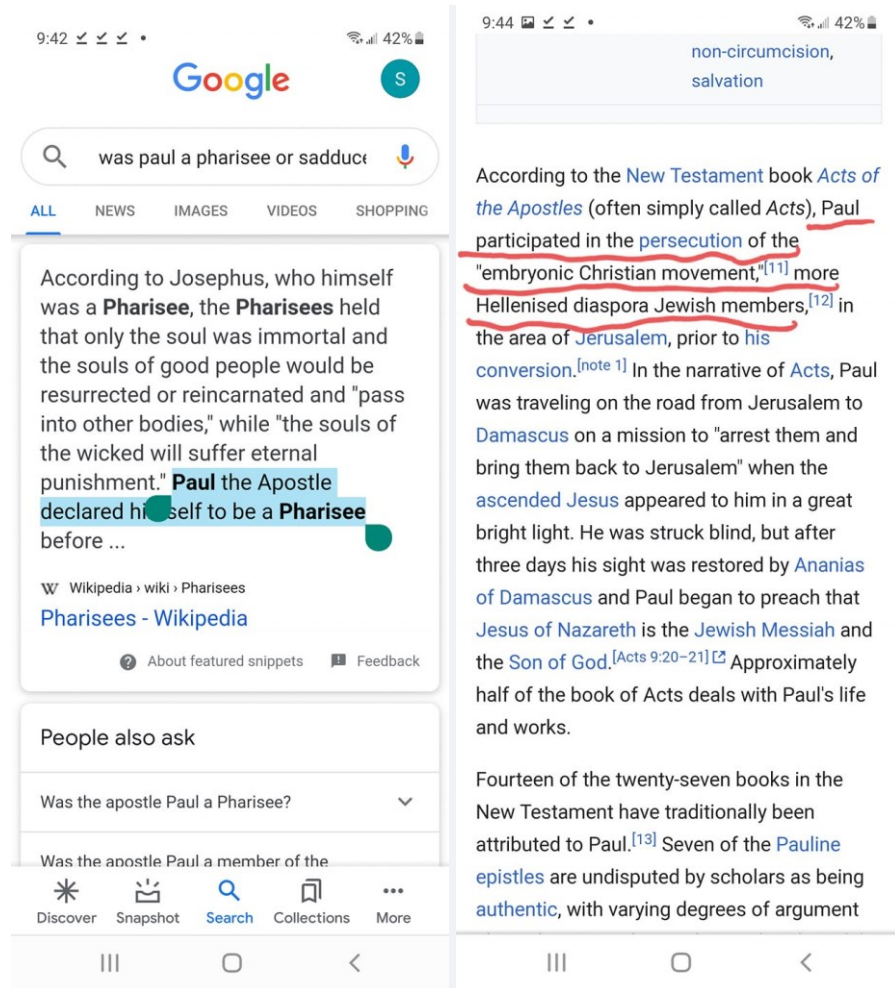 9:42 42%
Google
S
was paul a pharisee or sadduce
ALL NEWS IMAGES VIDEOS SHOPPING
According to Josephus, who himself
was a Pharisee, the Pharisees held
that only the soul was immortal and
the souls of good people would be
resurrected or reincarnated and "pass
into other bodies," while "the souls of
the wicked will suffer eternal
punishment." Paul the Apostle
declared himself to be a Pharisee
before ...
W Wikipedia › wiki › Pharisees
Pharisees - Wikipedia
About featured snippets Feedback
People also ask
Was the apostle Paul a Pharisee?
Was the apostle Paul a member of the
Discover Snapshot Search Collections More
9:44 42%
non-circumcision,
salvation
According to the New Testament book Acts of
the Apostles (often simply called Acts), Paul
participated in the persecution of the
"embryonic Christian movement,"[11] more
Hellenised diaspora Jewish members,[12] in
the area of Jerusalem, prior to his
conversion.[note 1] In the narrative of Acts, Paul
was traveling on the road from Jerusalem to
Damascus on a mission to "arrest them and
bring them back to Jerusalem" when the
ascended Jesus appeared to him in a great
bright light. He was struck blind, but after
three days his sight was restored by Ananias
of Damascus and Paul began to preach that
Jesus of Nazareth is the Jewish Messiah and
the Son of God.[Acts 9:20–21] Approximately
half of the book of Acts deals with Paul's life
and works.
Fourteen of the twenty-seven books in the
New Testament have traditionally been
attributed to Paul.[13] Seven of the Pauline
epistles are undisputed by scholars as being
authentic, with varying degrees of argument